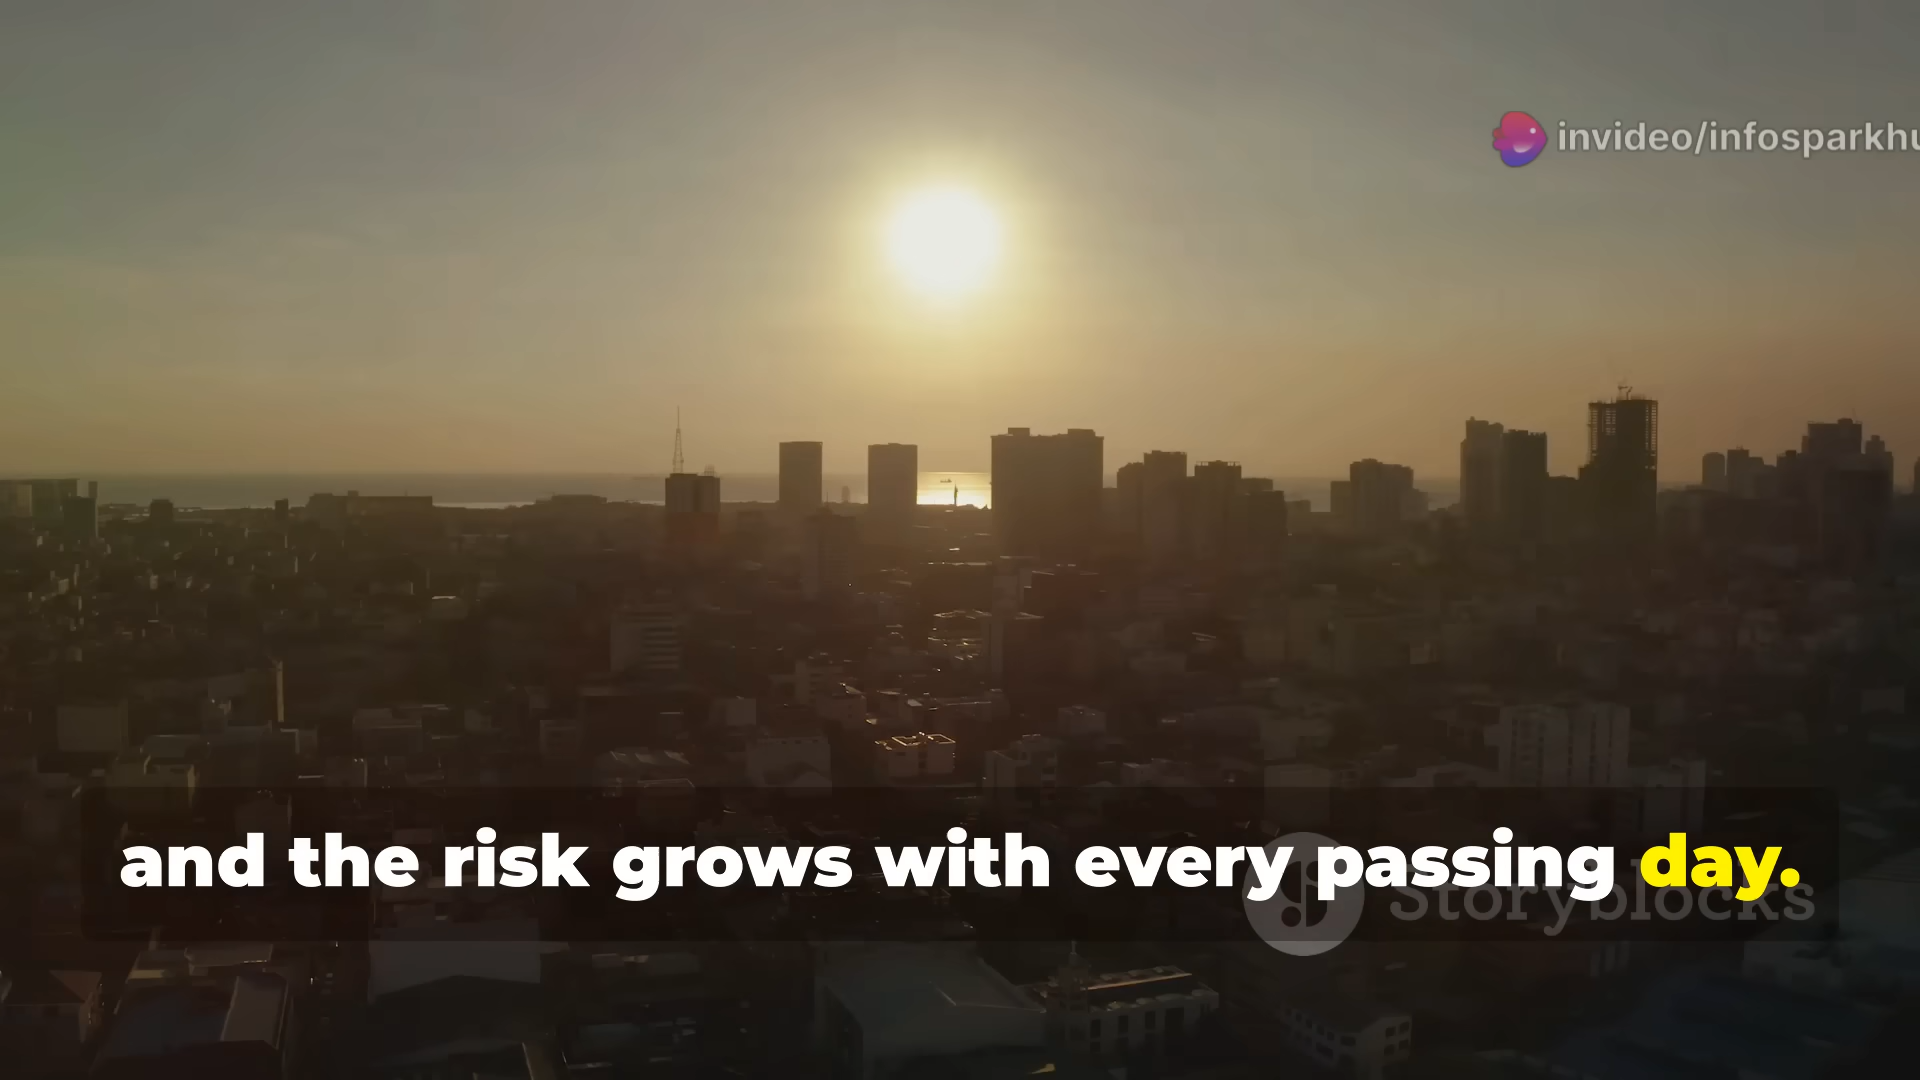 invideo/infosparkhu
and the risk grows with every passing day.
Storyblocks